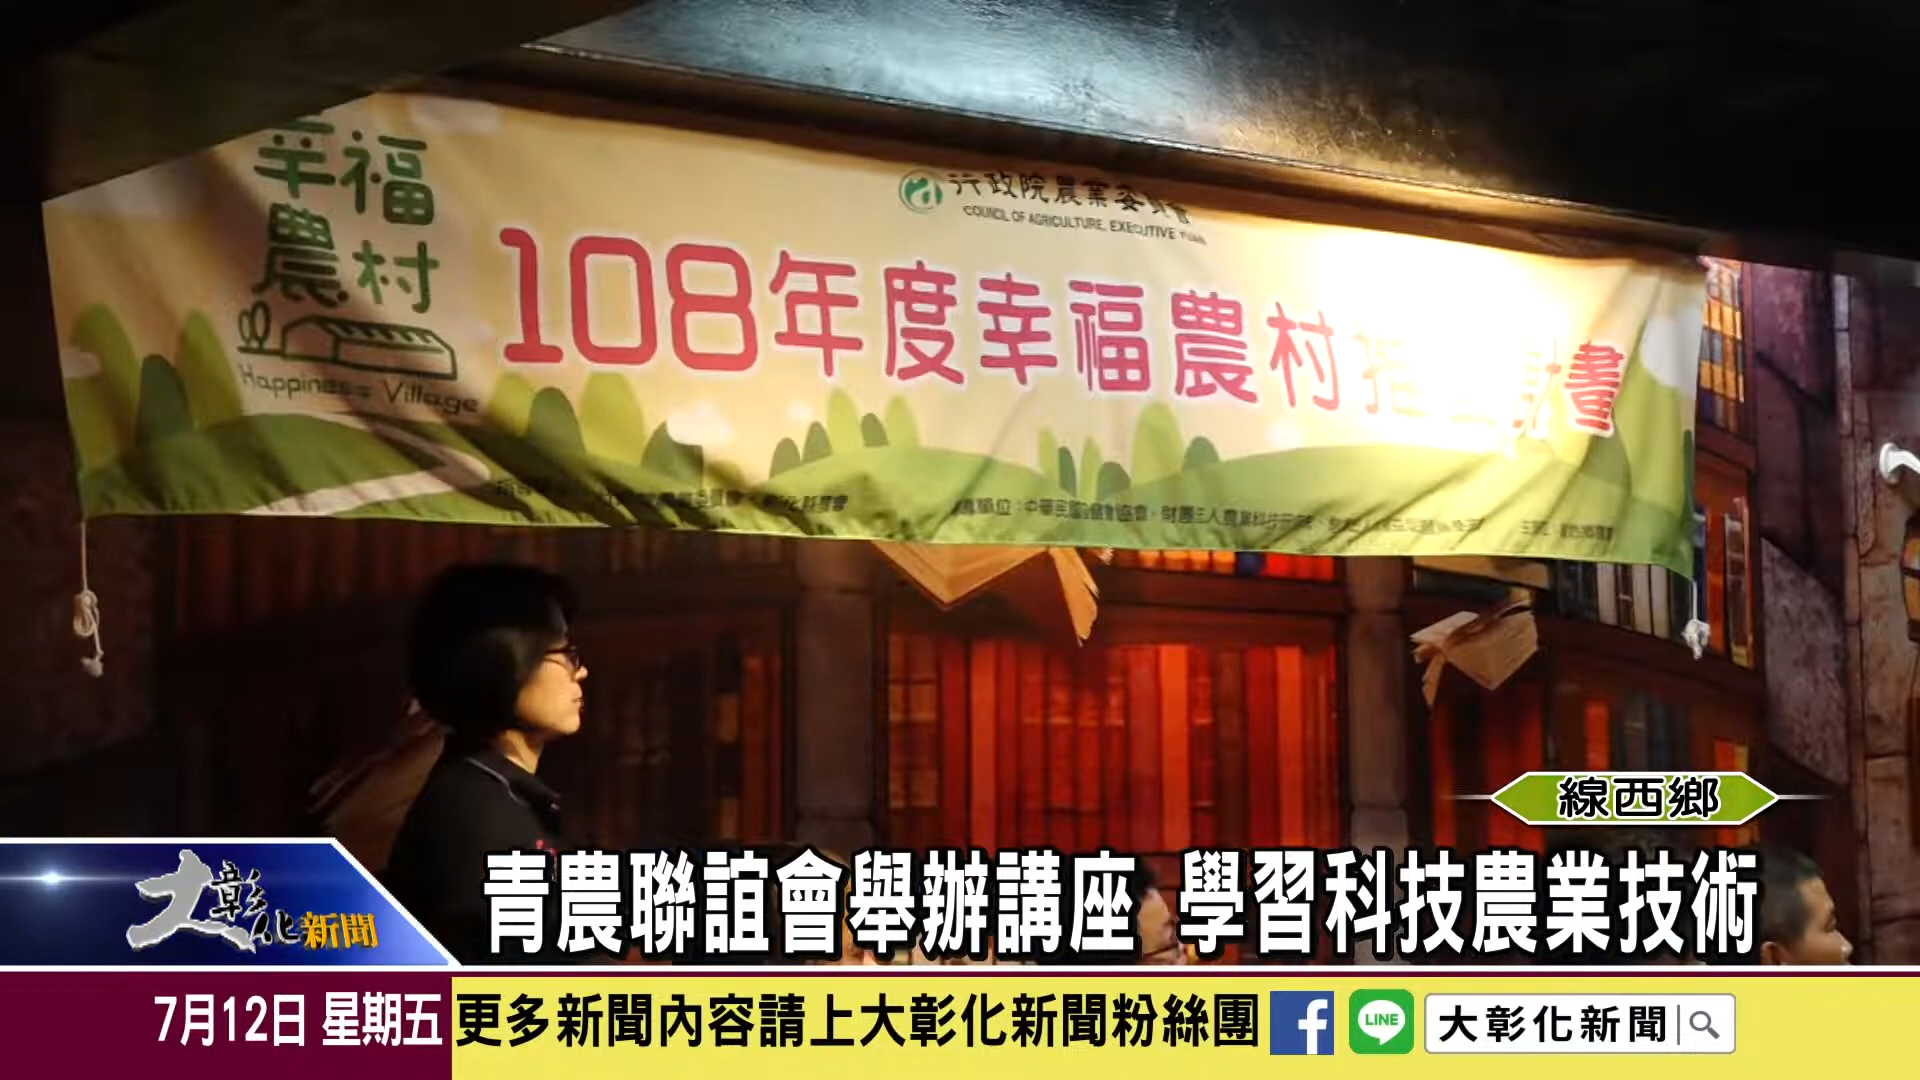 幸福
農村
Happiness Village
行政院農業委員會
COUNCIL OF AGRICULTURE, EXECUTIVE YUAN
108年度幸福農村推 計畫
線西鄉
大彰化新聞
青農聯誼會舉辦講座 學習科技農業技術
7月12日 星期五
更多新聞內容請上大彰化新聞粉絲團
f
LINE
大彰化新聞